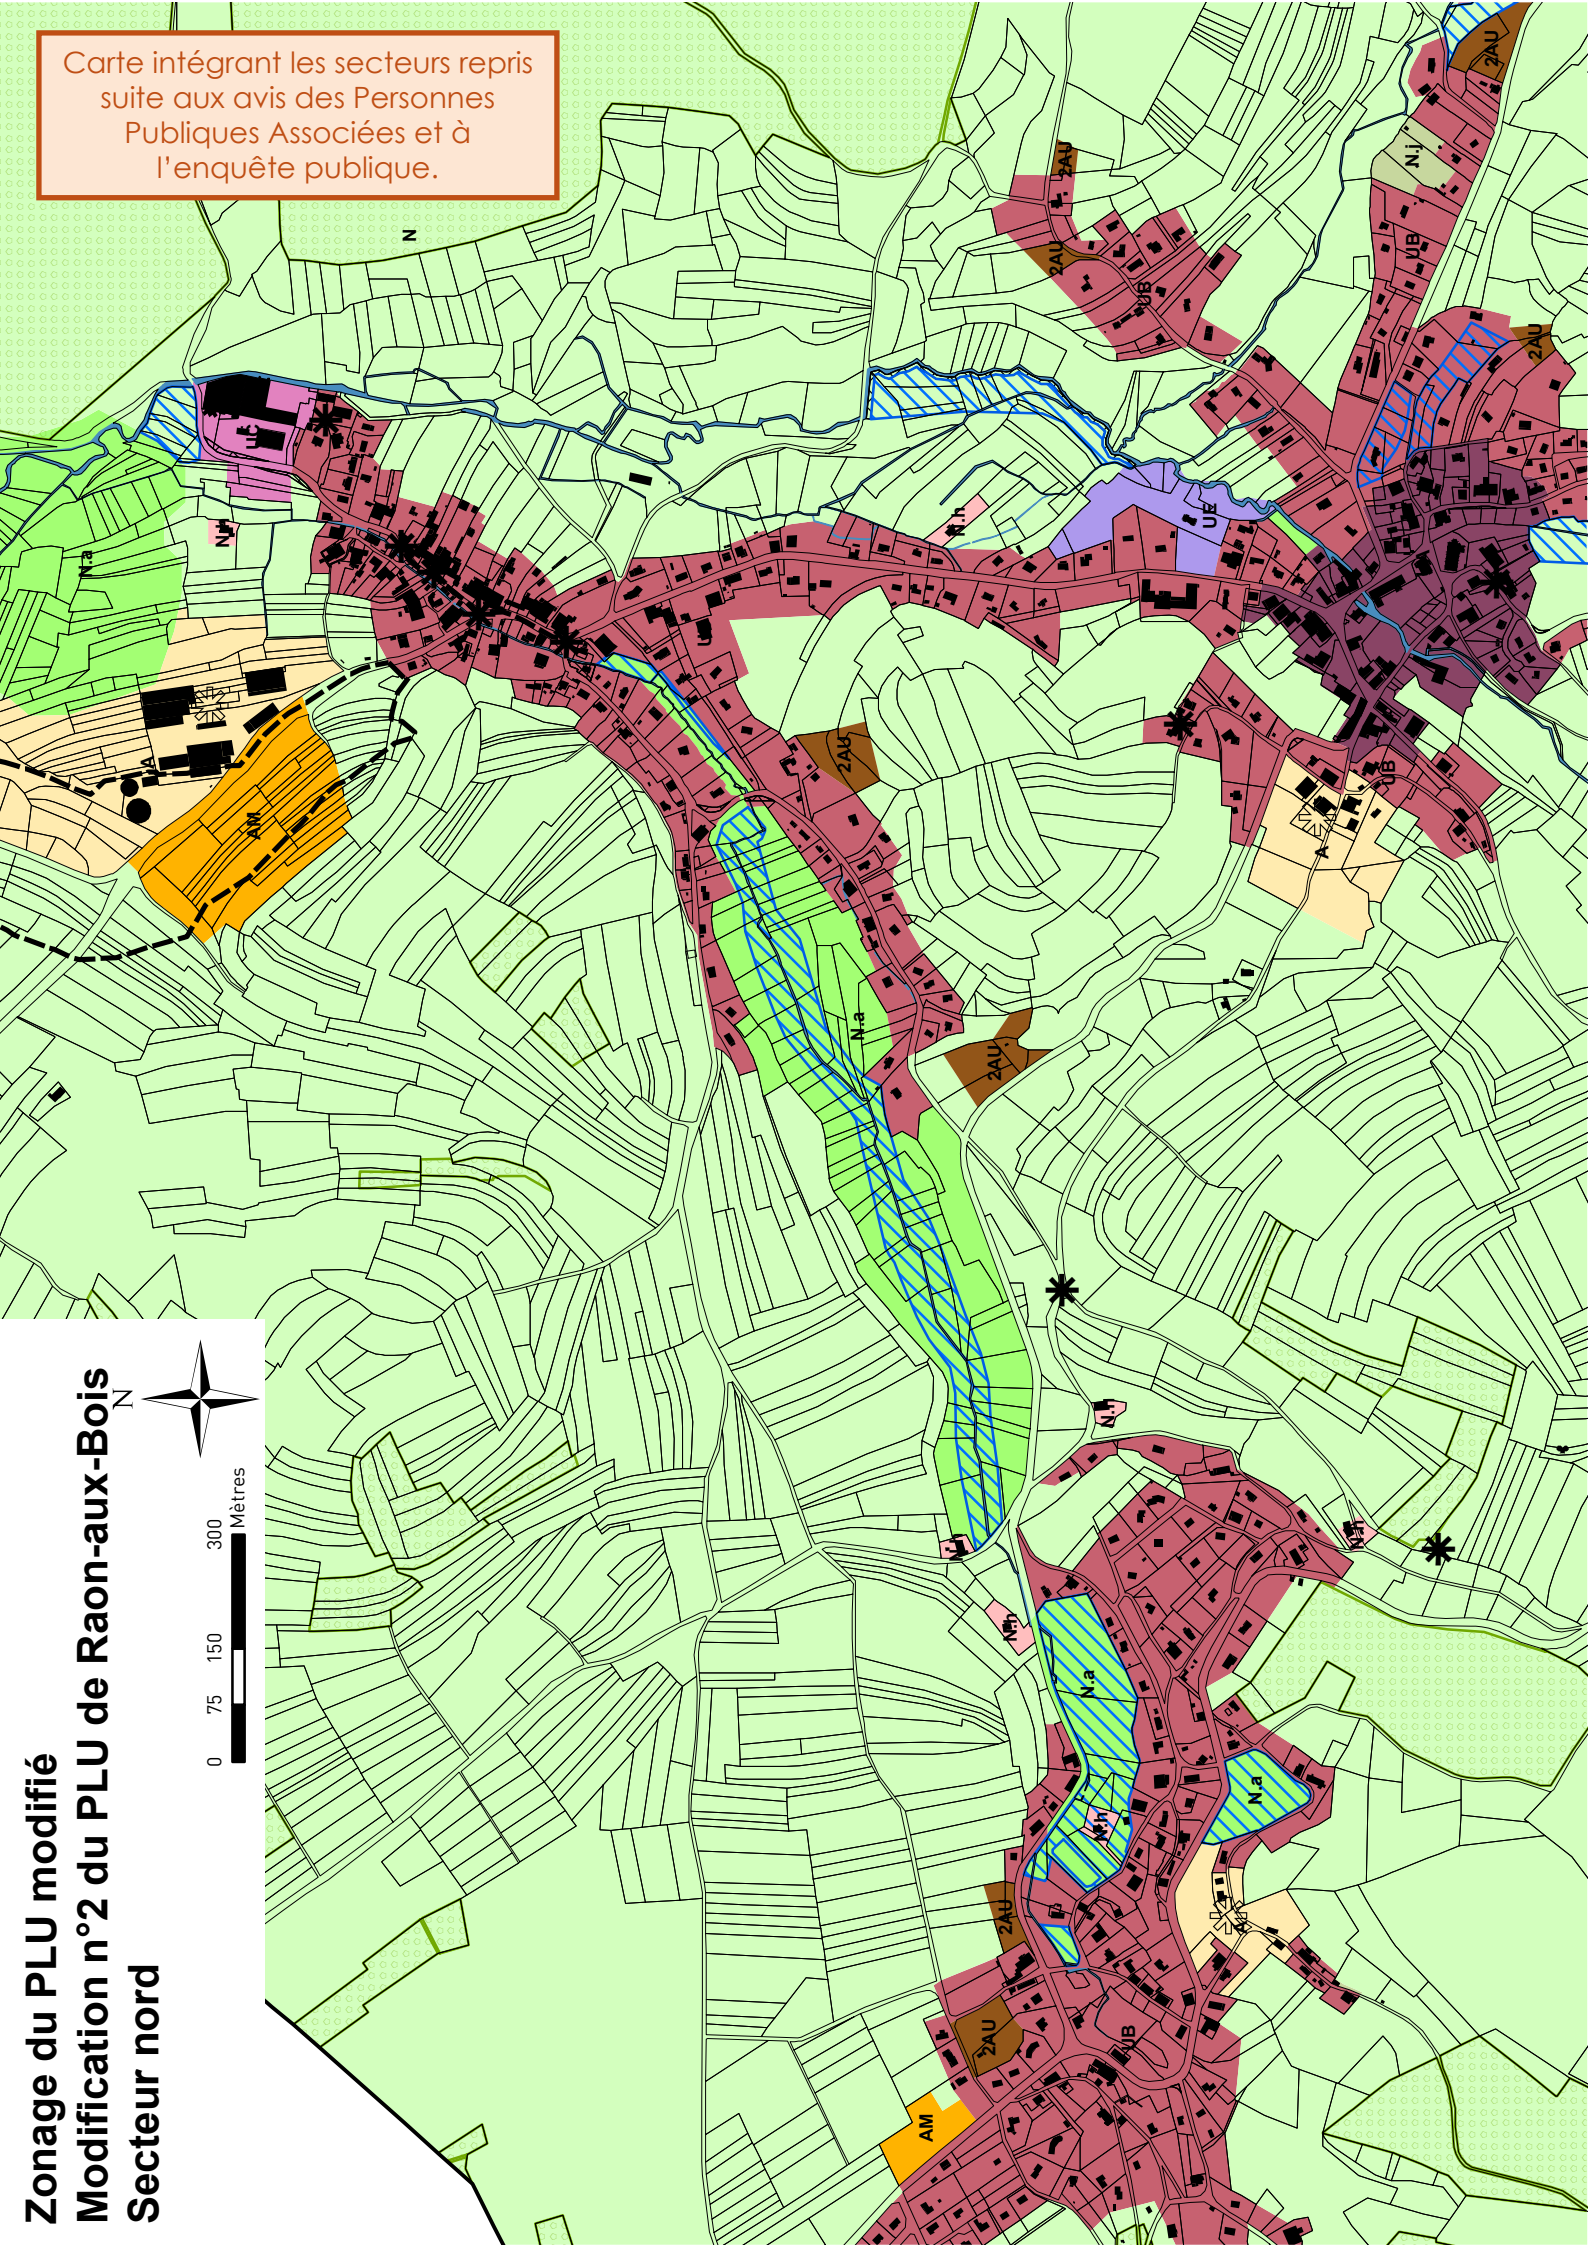 Carte intégrant les secteurs repris
suite aux avis des Personnes
Publiques Associées et à
l'enquête publique.
Zonage du PLU modifié
Modification n°2 du PLU de Raon-aux-Bois
Secteur nord
N
0 75 150 300
Mètres
N
2AU
2AU
2AU
N.j
UB
UB
2AU
N.a
N.h
A
AM
N.h
UE
2AU
UB
A
N.a
2AU
N.h
N.h
N.h
N.h
N.a
N.a
N.h
2AU
A
2AU
UB
AM